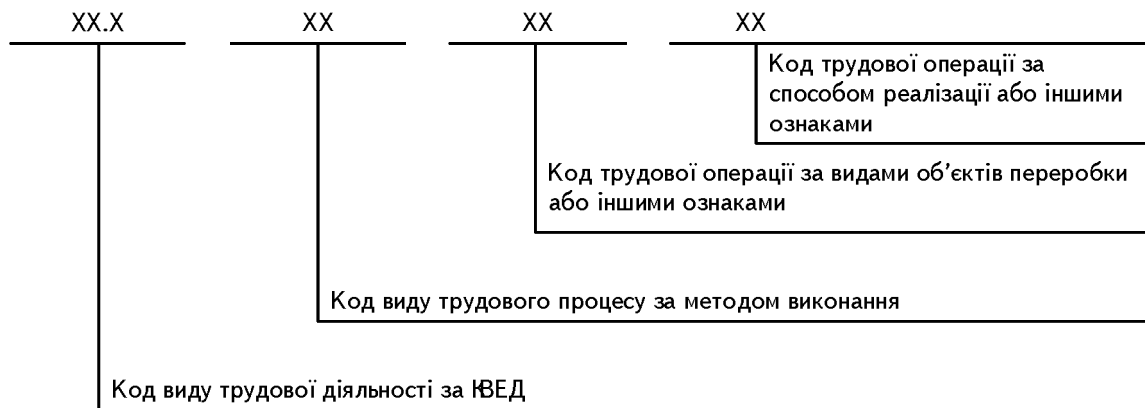 XX.X XX XX XX
Код трудової операції за
способом реалізації або іншими
ознаками
Код трудової операції за видами об’єктів переробки
або іншими ознаками
Код виду трудового процесу за методом виконання
Код виду трудової діяльності за КВЕД